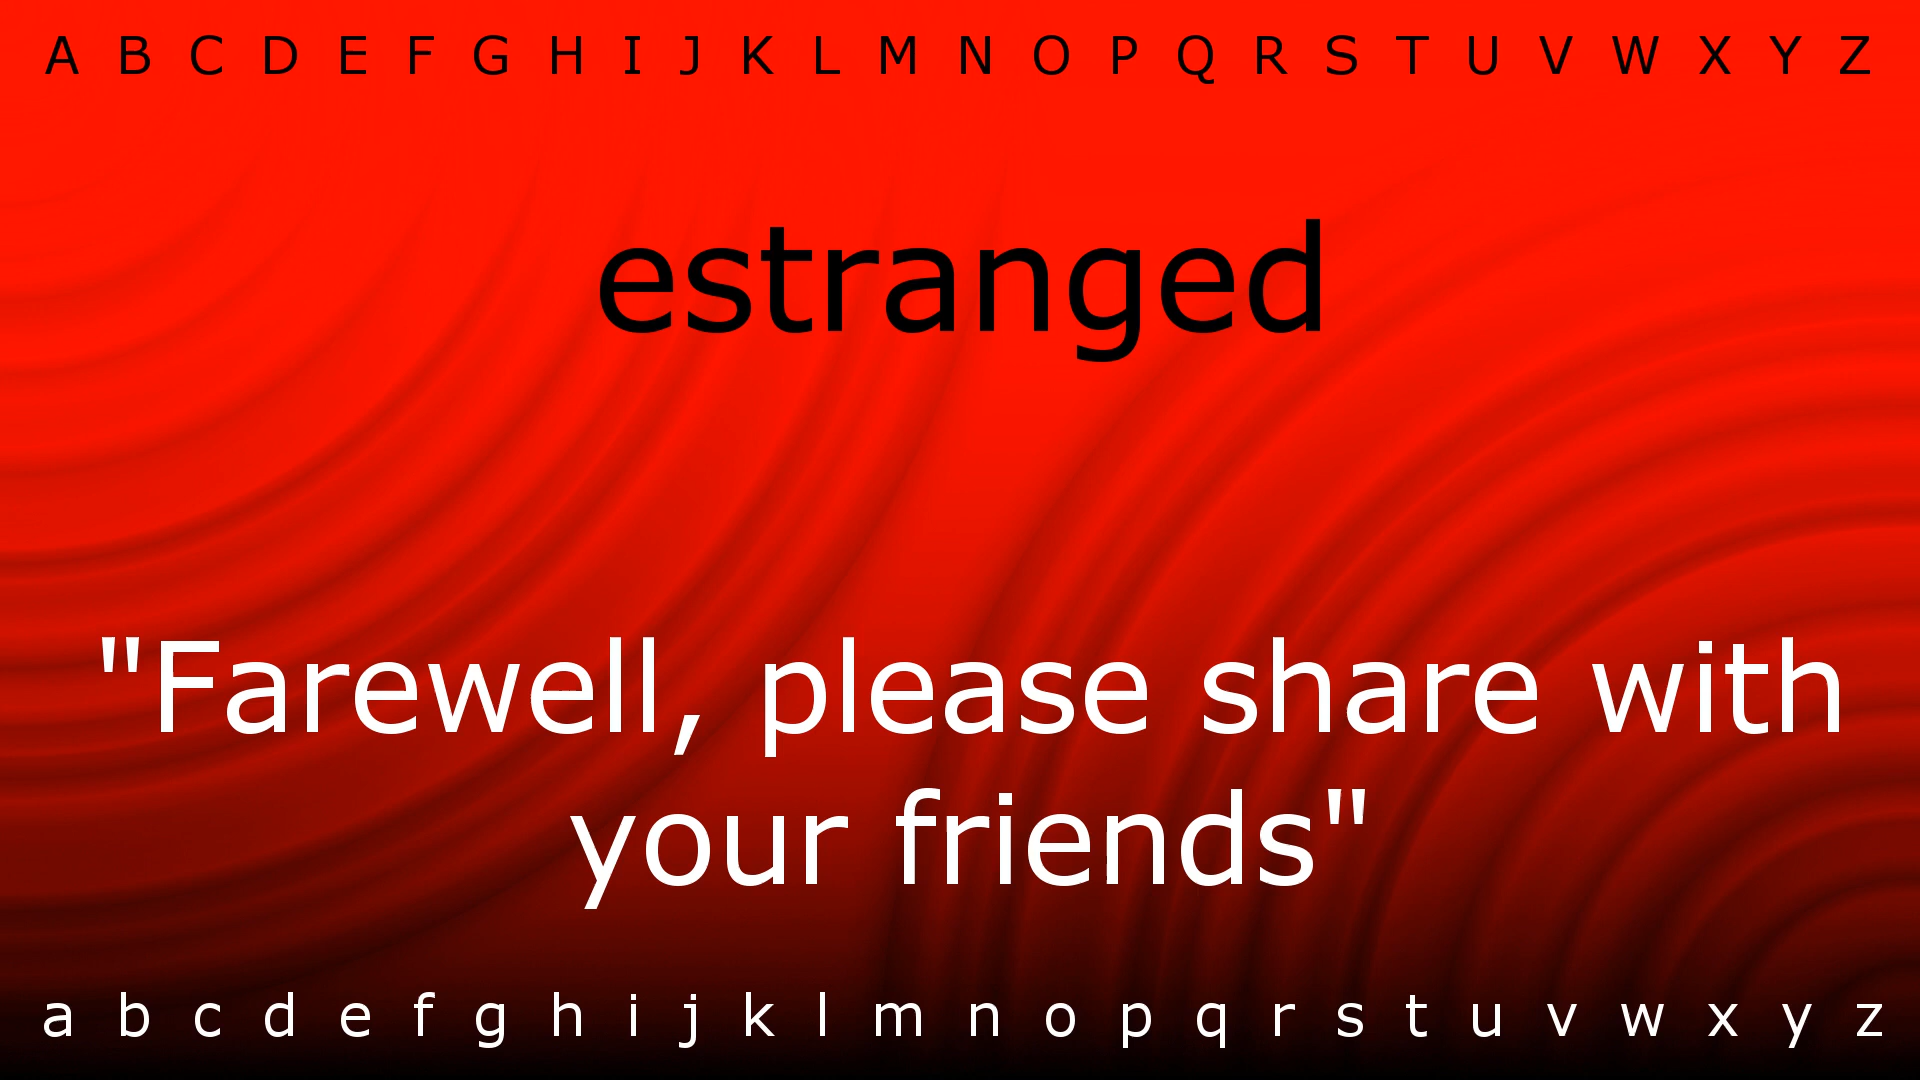 A B C D E F G H I J K L M N O P Q R S T U V W X Y Z
estranged
"Farewell, please share with
your friends"
a b c d e f g h i j k l m n o p q r s t u v w x y z